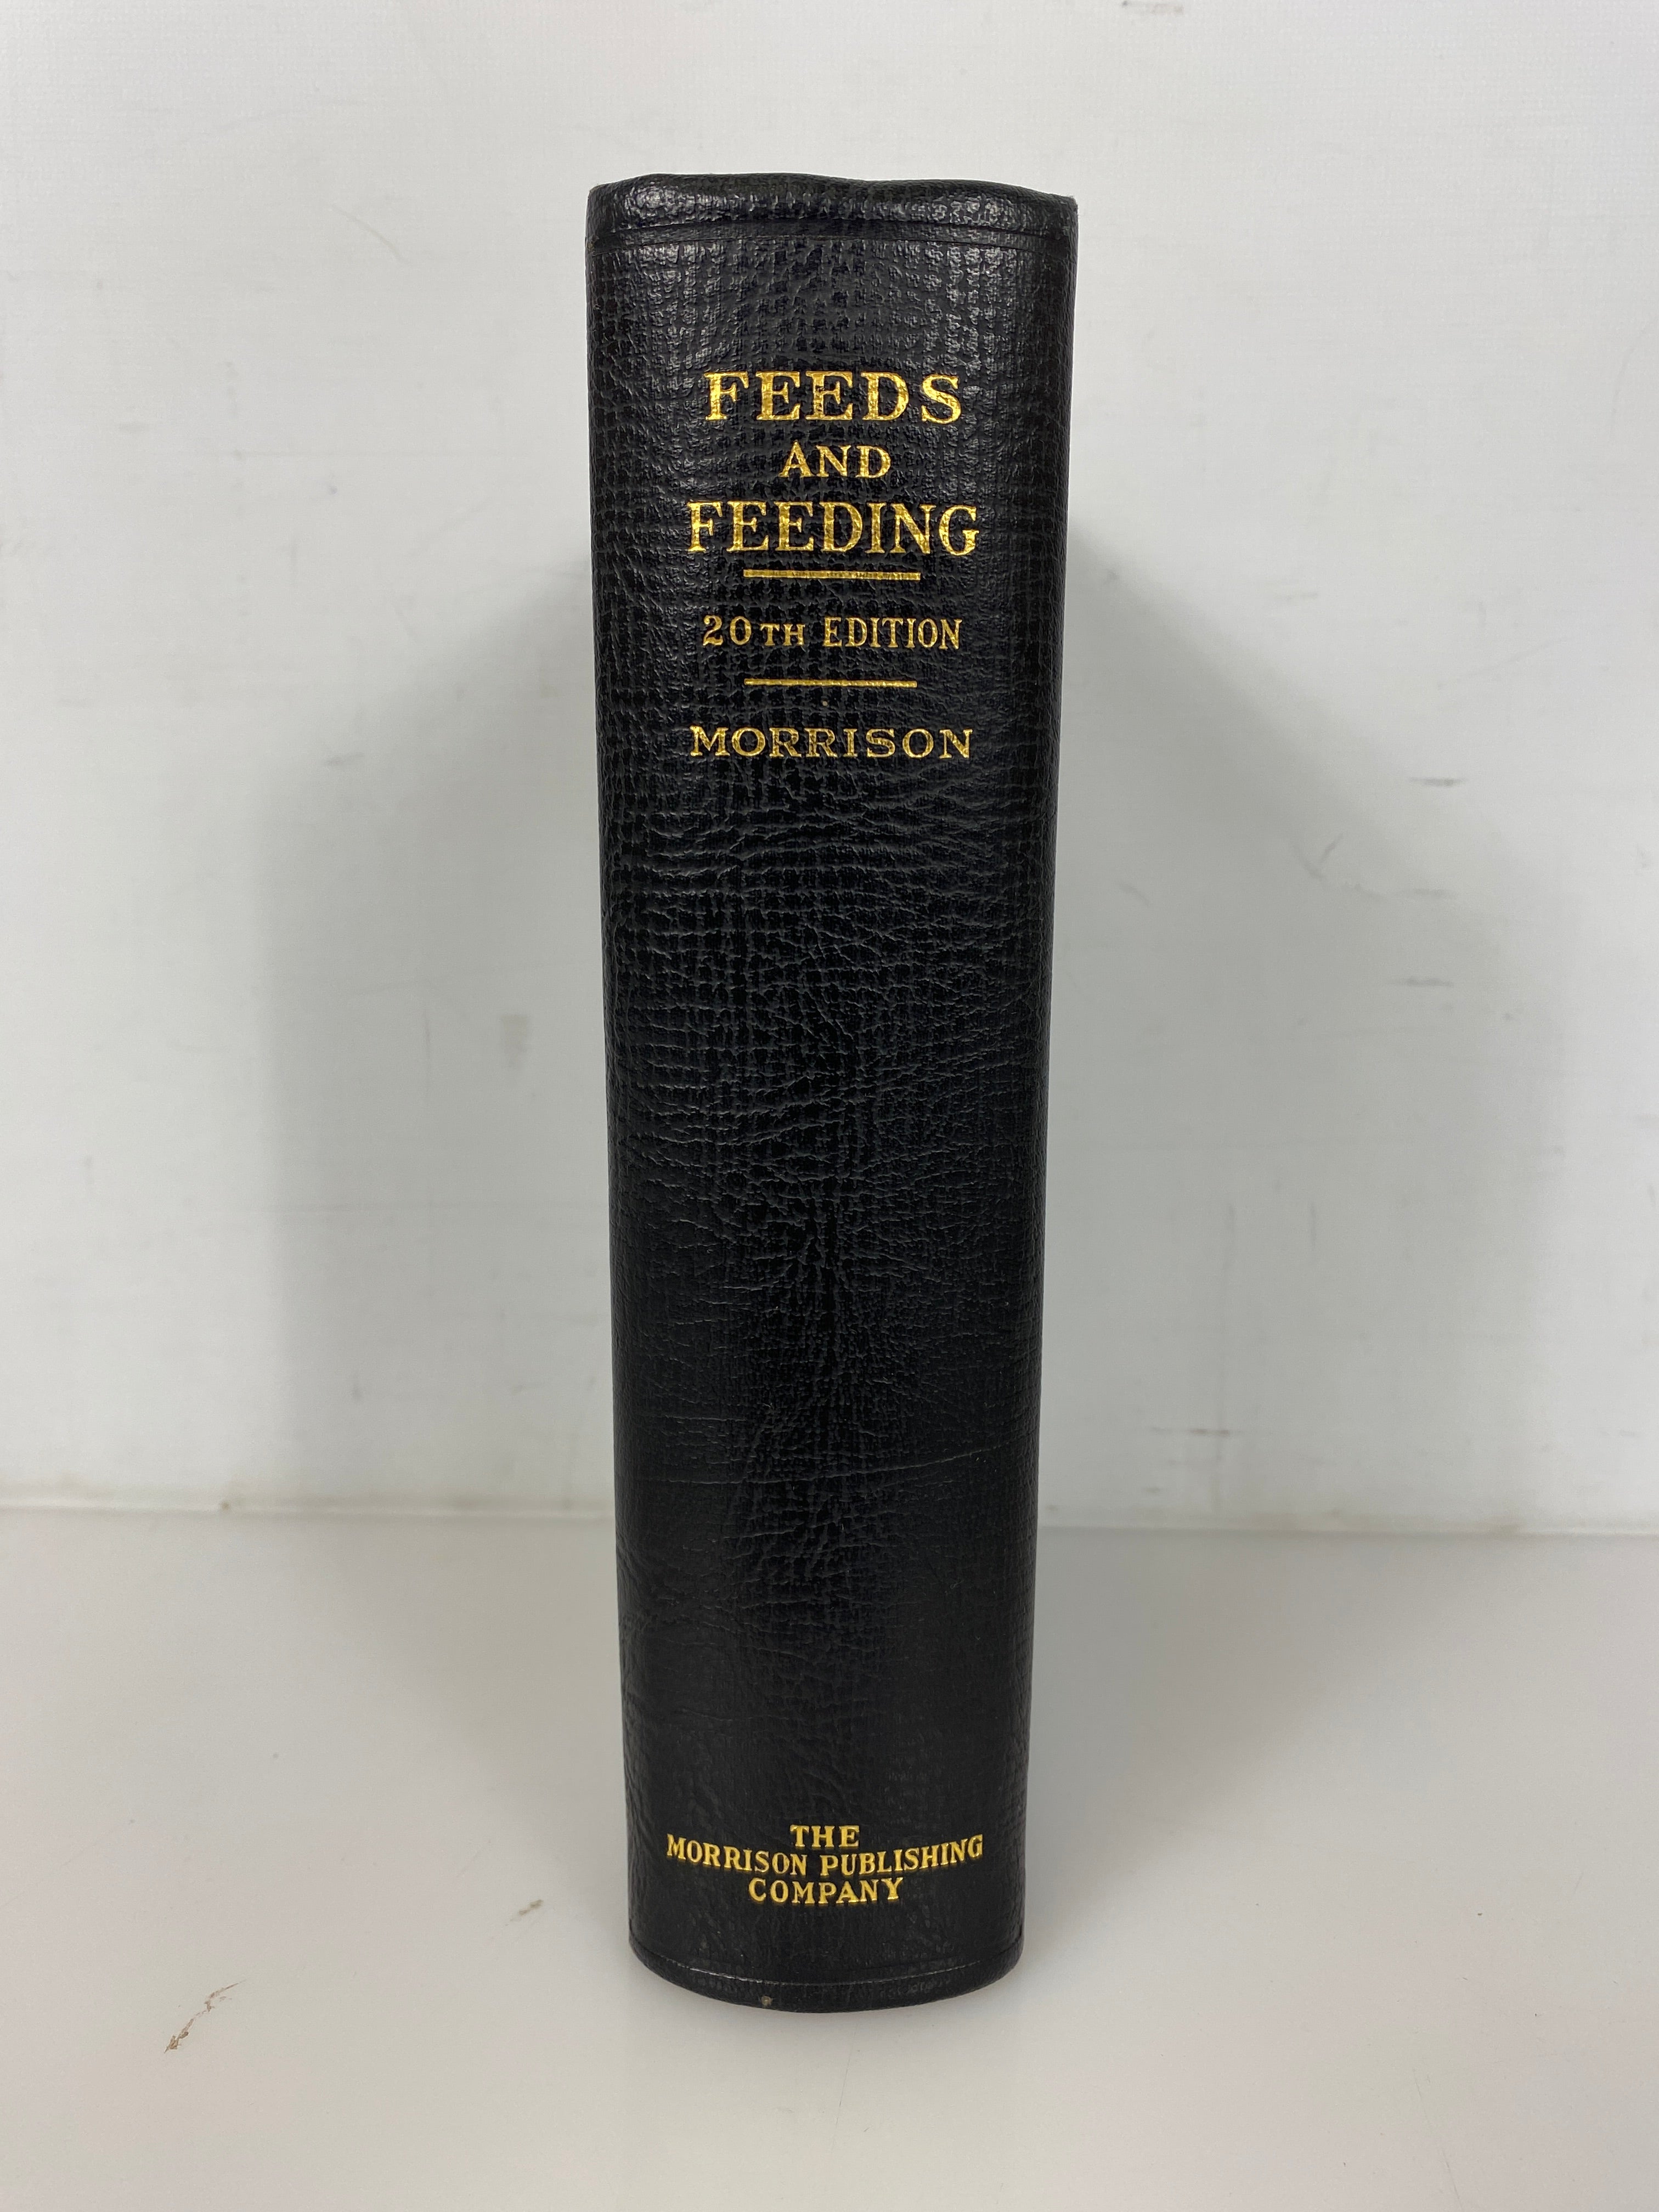 FEEDS
AND
FEEDING
20TH EDITION
MORRISON
THE
MORRISON PUBLISHING
COMPANY